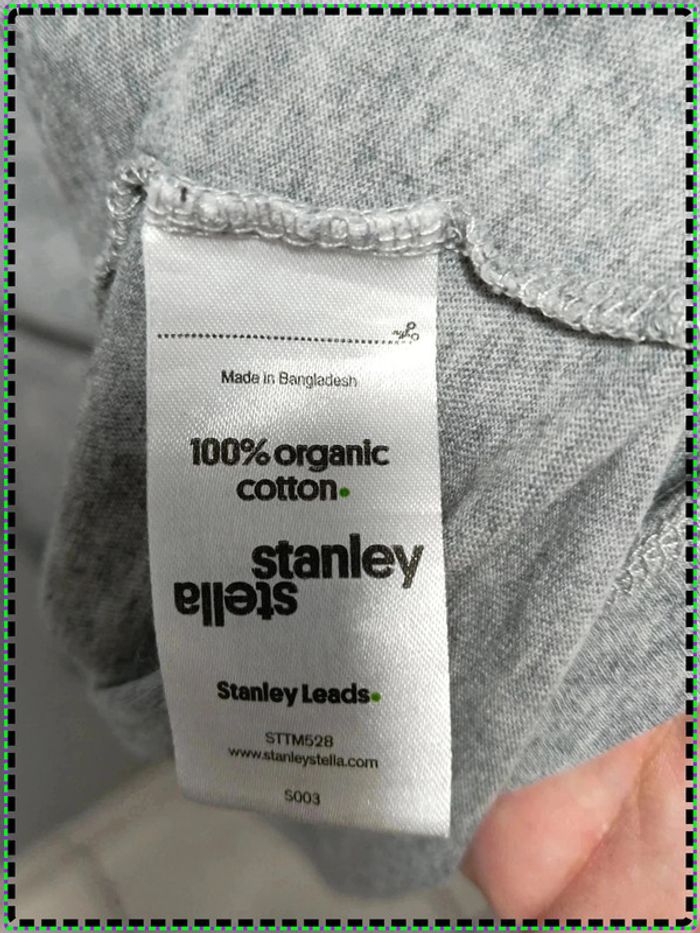 Made in Bangladesh
100% organic
cotton
stanley
stella
Stanley Leads
STTM528
www.stanleystella.com
S003